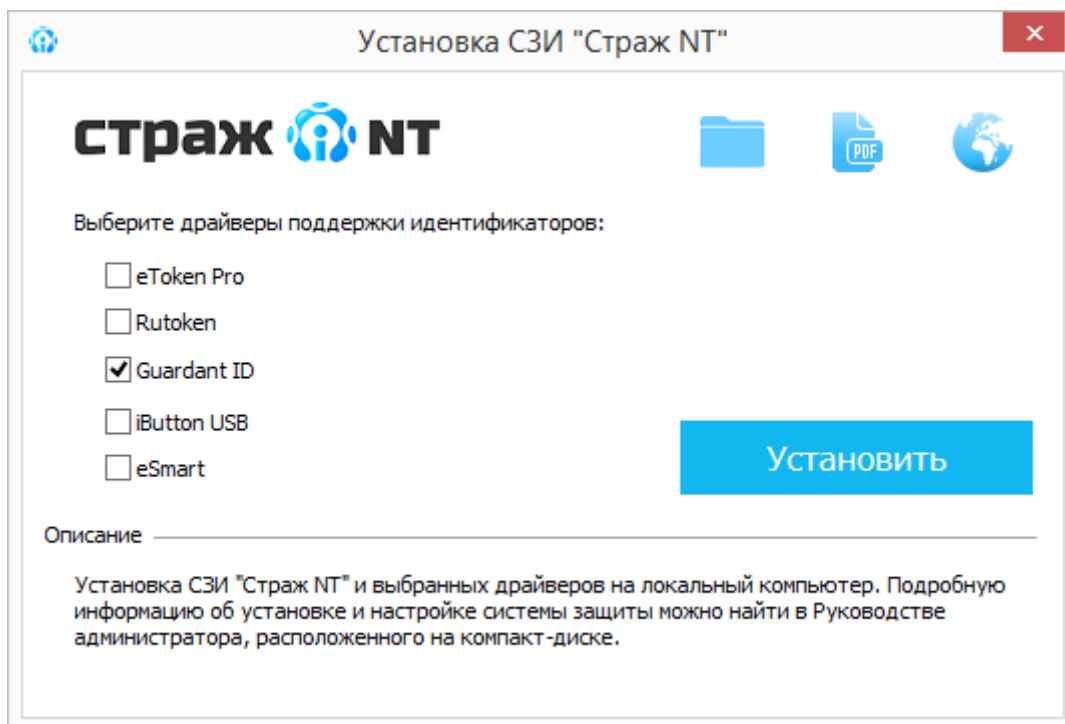 Установка СЗИ "Страж NT"
страж NT
PDF
Выберите драйверы поддержки идентификаторов:
eToken Pro
Rutoken
Guardant ID
iButton USB
eSmart
Установить
Описание
Установка СЗИ "Страж NT" и выбранных драйверов на локальный компьютер. Подробную
информацию об установке и настройке системы защиты можно найти в Руководстве
администратора, расположенного на компакт-диске.